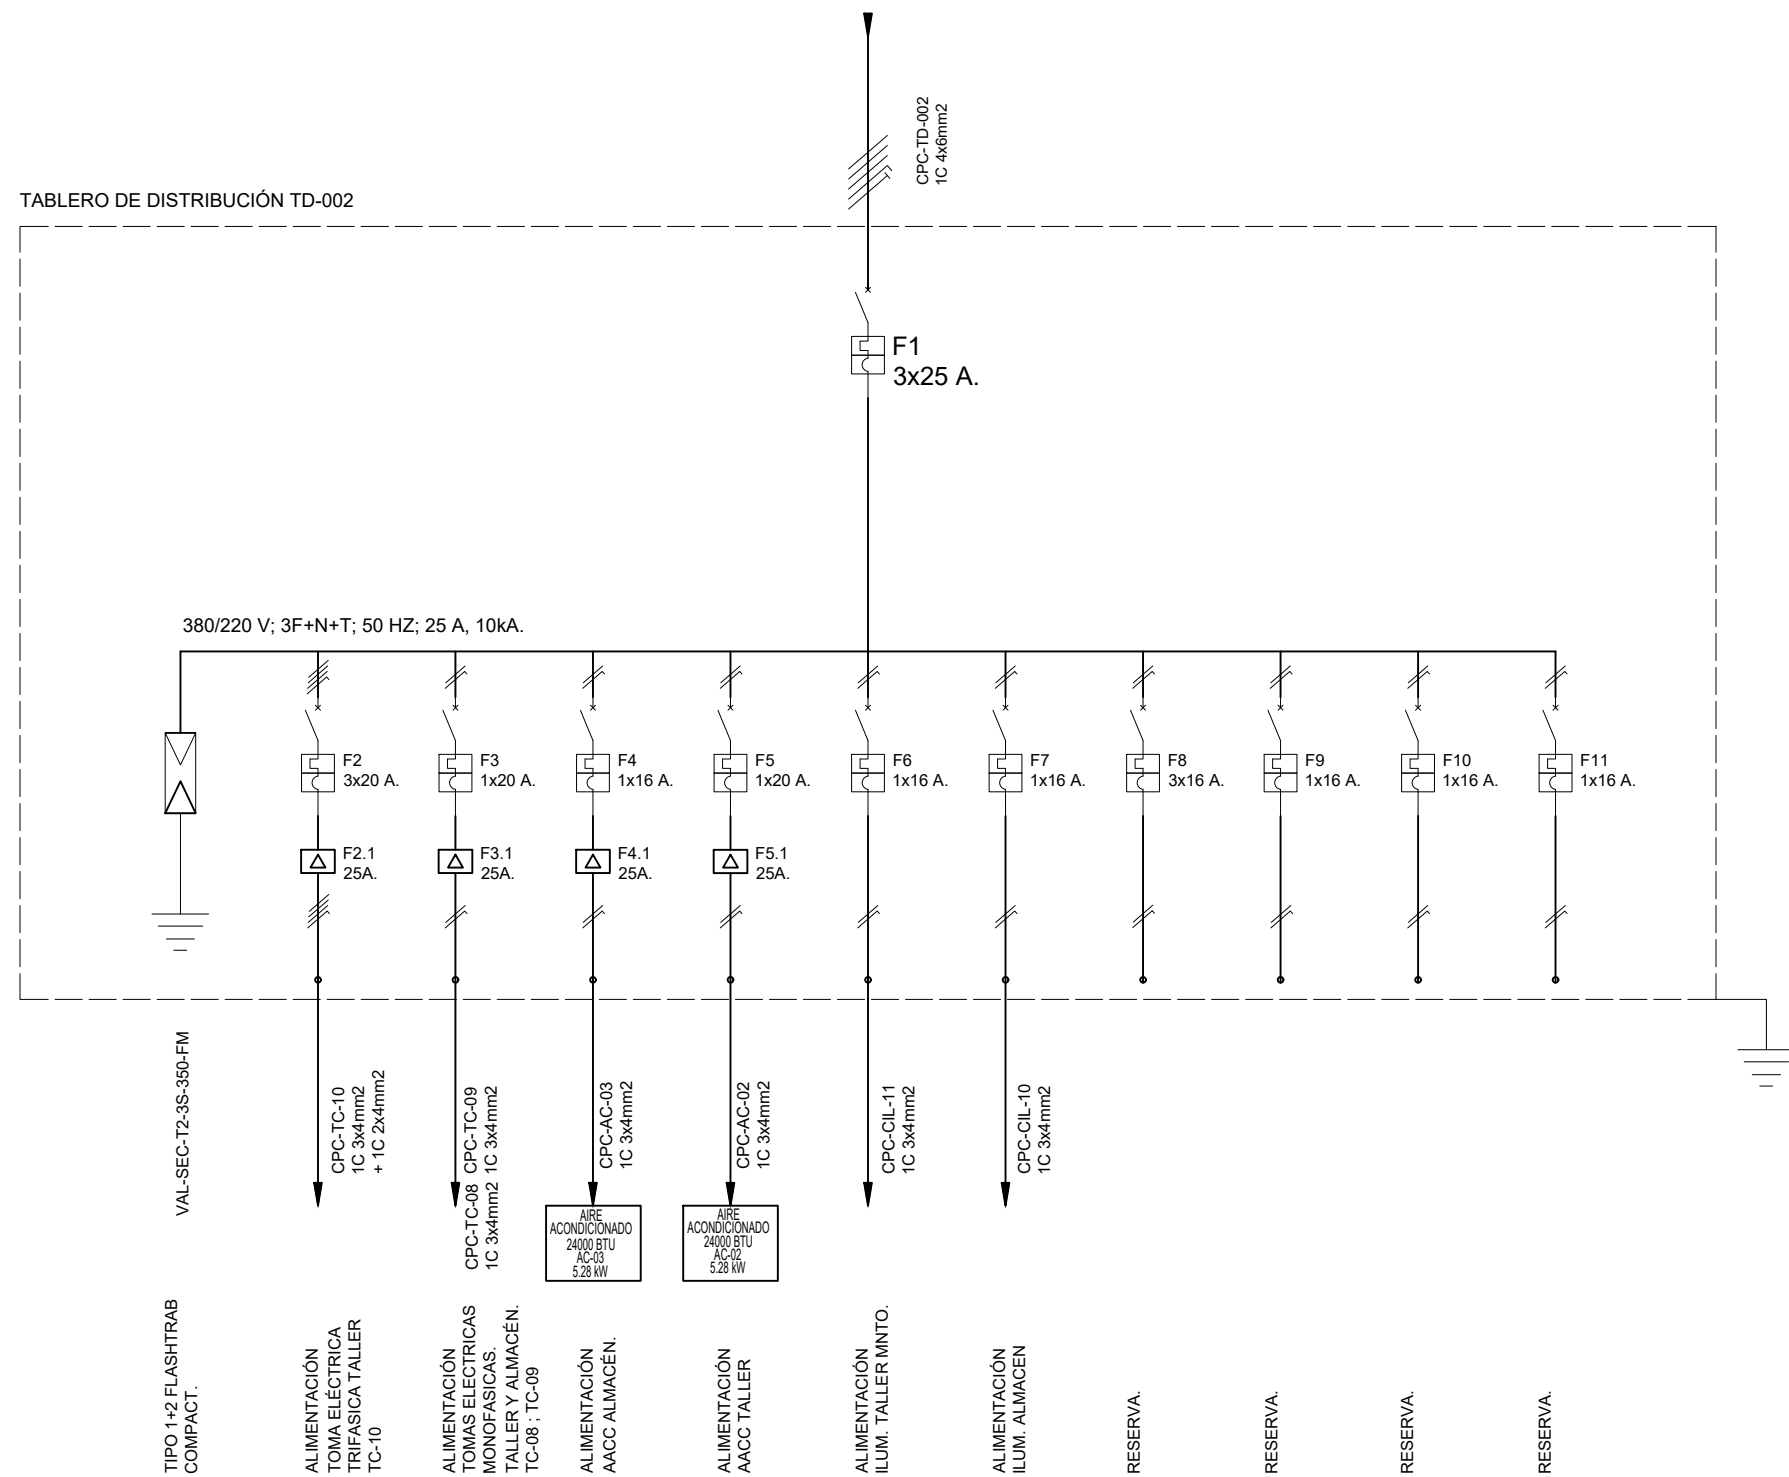 CPC-TD-002
1C 4x6mm2
TABLERO DE DISTRIBUCIÓN TD-002
F1
3x25 A.
380/220 V; 3F+N+T; 50 HZ; 25 A, 10kA.
F2
3x20 A.
F3
1x20 A.
F4
1x16 A.
F5
1x20 A.
F6
1x16 A.
F7
1x16 A.
F8
3x16 A.
F9
1x16 A.
F10
1x16 A.
F11
1x16 A.
F2.1
25A.
F3.1
25A.
F4.1
25A.
F5.1
25A.
VAL-SEC-T2-3S-350-FM
CPC-TC-10
1C 3x4mm2
+ 1C 2x4mm2
CPC-TC-08 CPC-TC-09
1C 3x4mm2 1C 3x4mm2
CPC-AC-03
1C 3x4mm2
CPC-AC-02
1C 3x4mm2
CPC-CIL-11
1C 3x4mm2
CPC-CIL-10
1C 3x4mm2
AIRE
ACONDICIONADO
24000 BTU
AC-03
5.28 kW
AIRE
ACONDICIONADO
24000 BTU
AC-02
5.28 kW
TIPO 1+2 FLASHTRAB
COMPACT.
ALIMENTACIÓN
TOMA ELÉCTRICA
TRIFASICA TALLER
TC-10
ALIMENTACIÓN
TOMAS ELECTRICAS
MONOFASICAS.
TALLER Y ALMACÉN.
TC-08 ; TC-09
ALIMENTACIÓN
AACC ALMACÉN.
ALIMENTACIÓN
AACC TALLER
ALIMENTACIÓN
ILUM. TALLER MNTO.
ALIMENTACIÓN
ILUM. ALMACEN
RESERVA.
RESERVA.
RESERVA.
RESERVA.